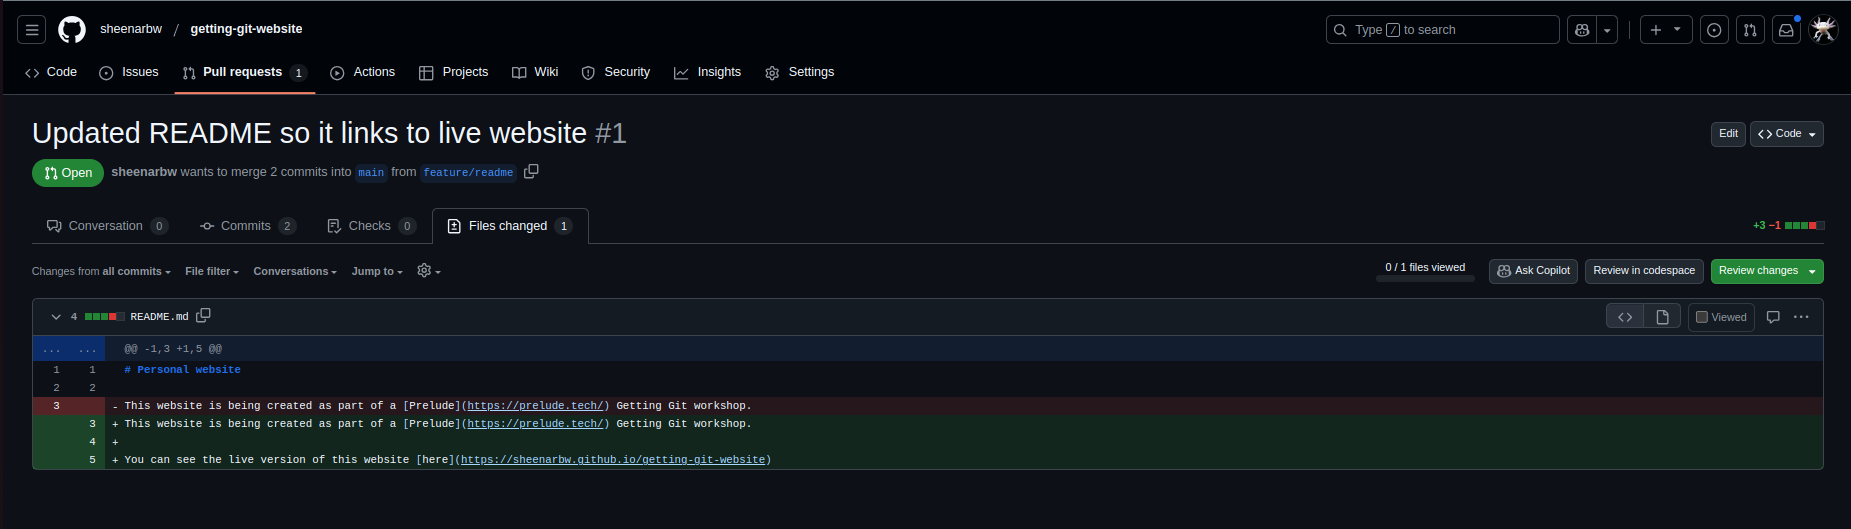 sheenarbw / getting-git-website
Type / to search
Code Issues Pull requests 1 Actions Projects Wiki Security Insights Settings
Updated README so it links to live website #1
Edit <> Code
Open sheenarbw wants to merge 2 commits into main from feature/readme
Conversation 0 Commits 2 Checks 0 Files changed 1
+3 −1
Changes from all commits File filter Conversations Jump to
0 / 1 files viewed Ask Copilot Review in codespace Review changes
4 README.md Viewed
... ... @@ -1,3 +1,5 @@
1 1 # Personal website
2 2
3 - This website is being created as part of a [Prelude](https://prelude.tech/) Getting Git workshop.
3 + This website is being created as part of a [Prelude](https://prelude.tech/) Getting Git workshop.
4 +
5 + You can see the live version of this website [here](https://sheenarbw.github.io/getting-git-website)